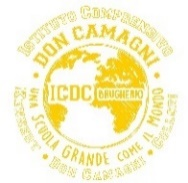 ISTITUTO COMPRENSIVO
DON CAMAGNI
ICDC BRUGHERIO
UNA SCUOLA GRANDE COME IL MONDO
DON CAMAGNI